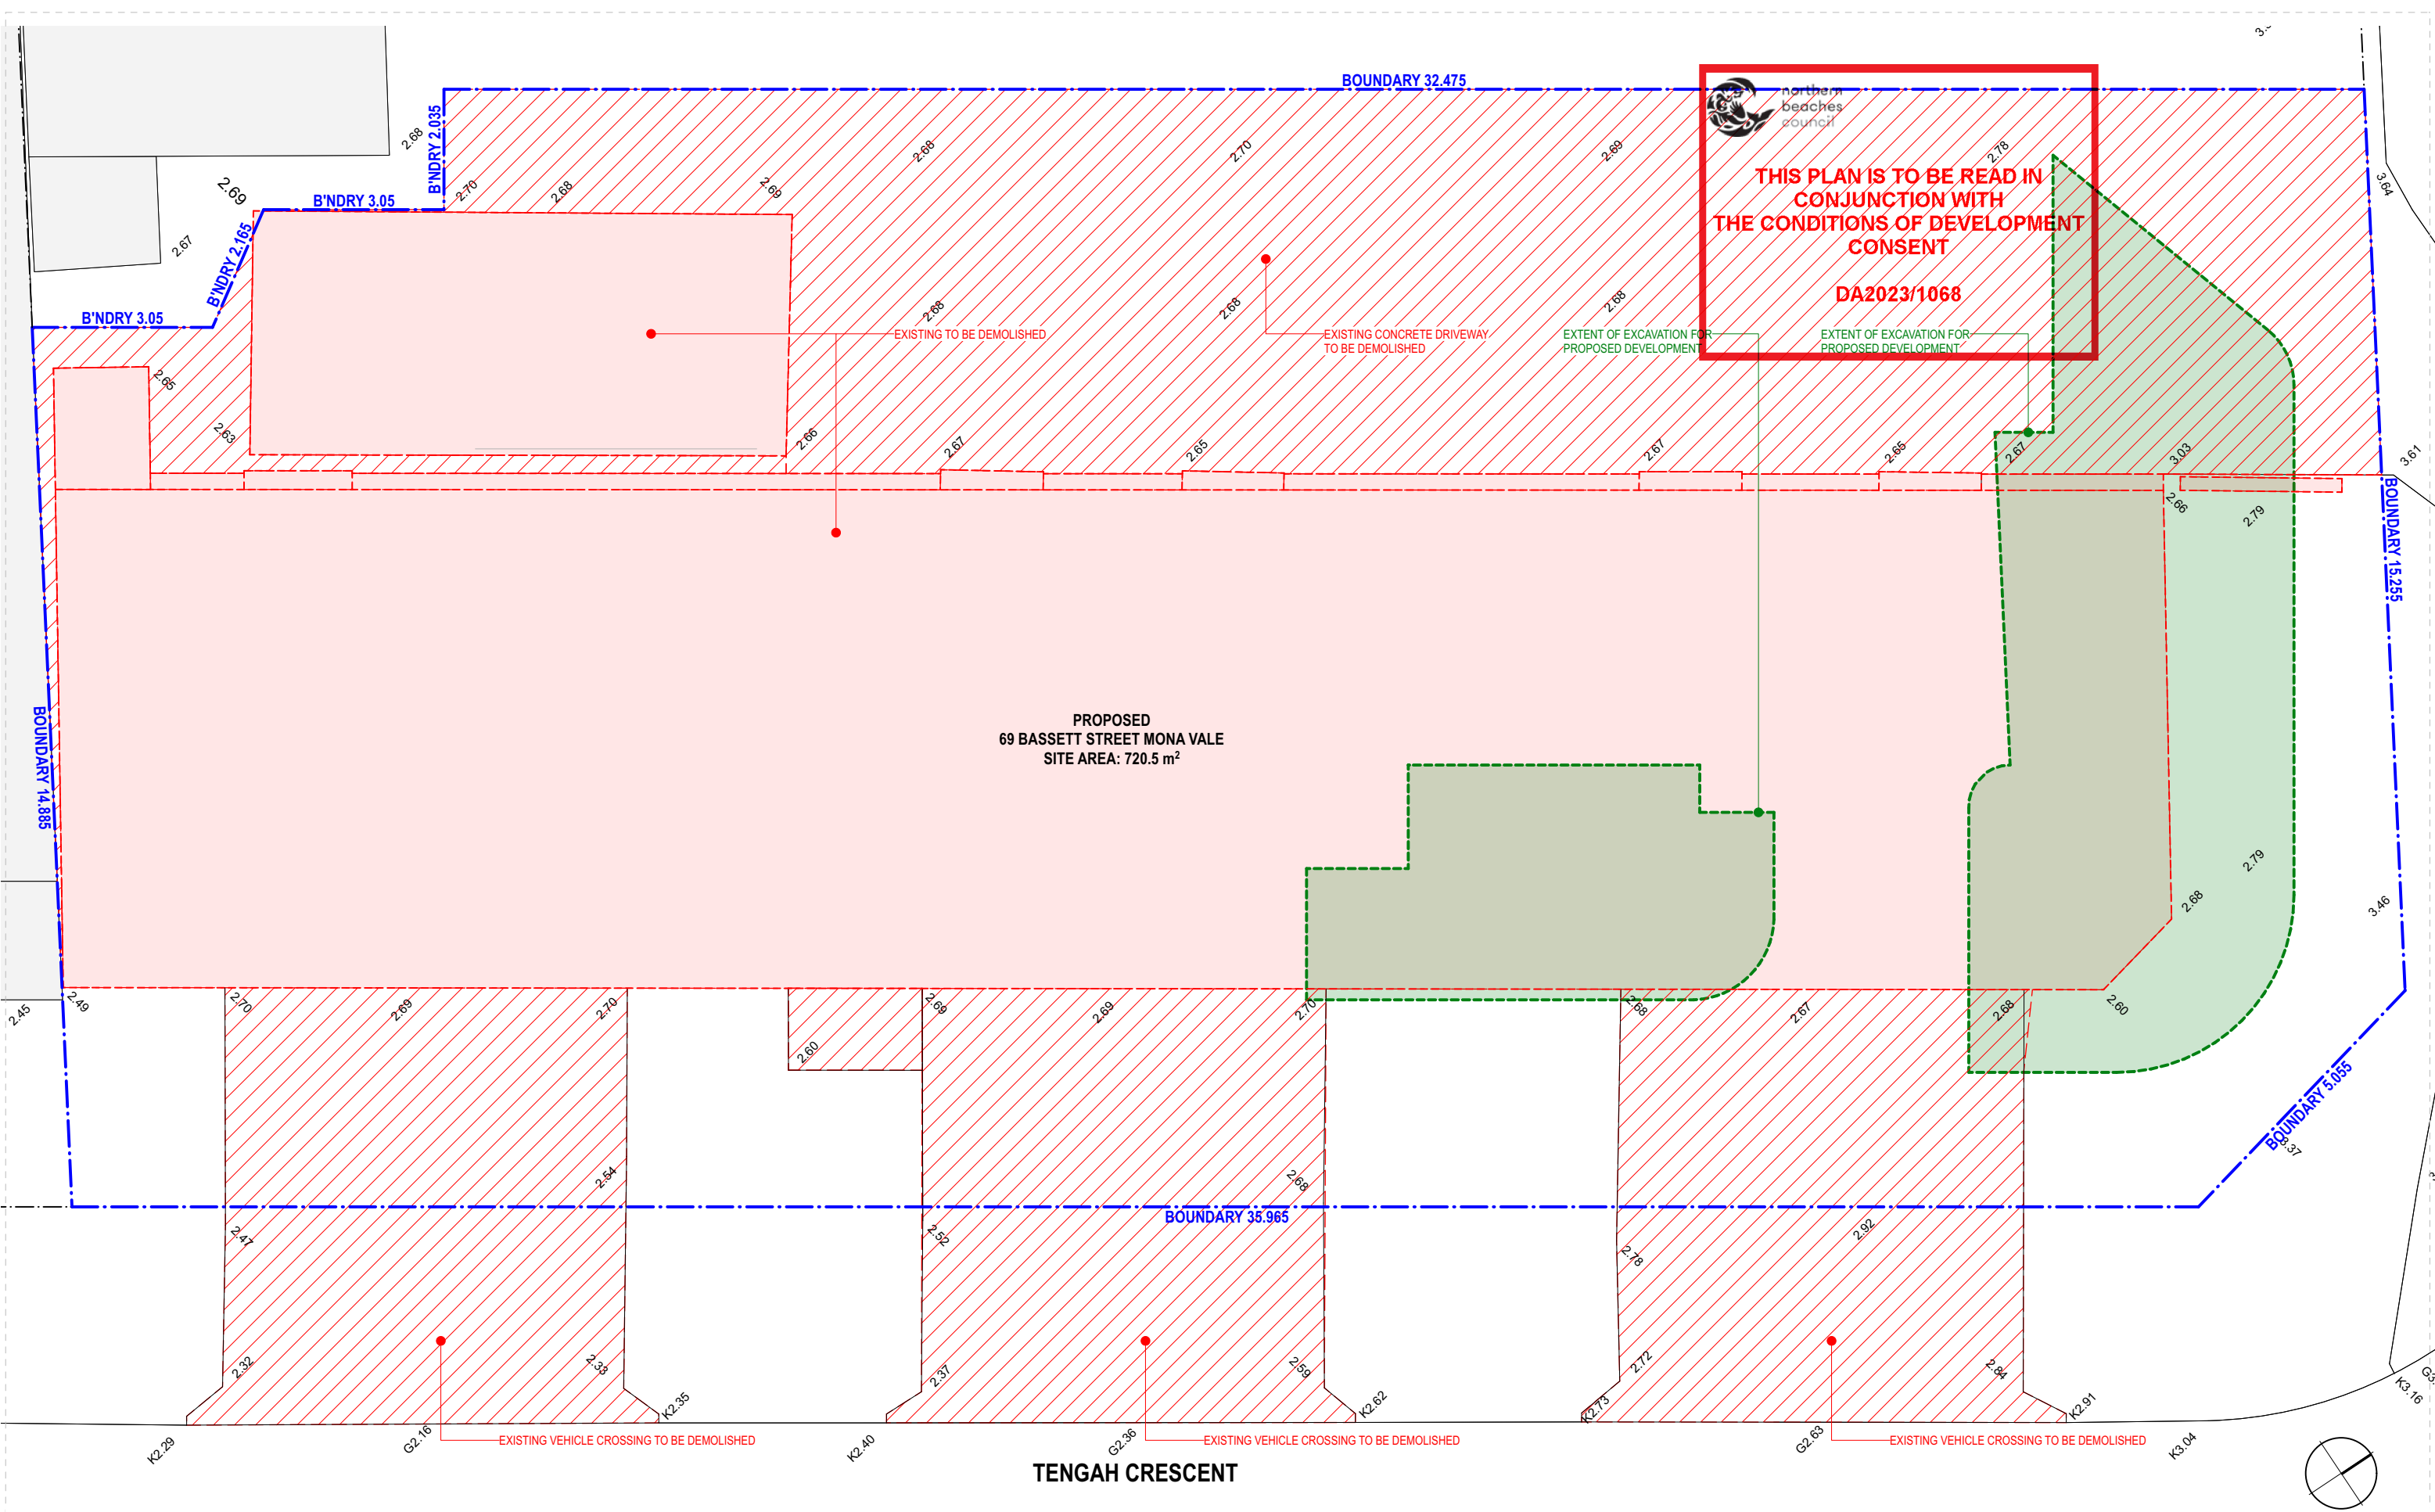 BOUNDARY 32.475
northern
beaches
council
B'NDRY 2.035
2.68
2.68
2.70
2.69
2.78
THIS PLAN IS TO BE READ IN
CONJUNCTION WITH
THE CONDITIONS OF DEVELOPMENT
CONSENT
DA2023/1068
3.64
2.69
2.70
2.68
2.69
B'NDRY 3.05
B'NDRY 2.165
2.67
B'NDRY 3.05
2.68
2.68
2.68
EXISTING TO BE DEMOLISHED
EXISTING CONCRETE DRIVEWAY
TO BE DEMOLISHED
EXTENT OF EXCAVATION FOR
PROPOSED DEVELOPMENT
EXTENT OF EXCAVATION FOR
PROPOSED DEVELOPMENT
2.65
2.63
2.66
2.67
2.65
2.67
2.65
2.67
3.03
3.61
2.66
2.79
BOUNDARY 15.255
BOUNDARY 14.885
PROPOSED
69 BASSETT STREET MONA VALE
SITE AREA: 720.5 m²
2.79
2.68
3.46
2.45
2.49
2.70
2.69
2.70
2.69
2.69
2.70
2.68
2.67
2.68
2.60
2.60
BOUNDARY 5.055
3.37
2.54
2.68
BOUNDARY 35.965
2.47
2.52
2.78
2.92
2.32
2.33
2.37
2.59
2.72
2.84
K2.35
K2.62
K2.73
K2.91
K3.16
K2.29
G2.16
EXISTING VEHICLE CROSSING TO BE DEMOLISHED
K2.40
G2.36
EXISTING VEHICLE CROSSING TO BE DEMOLISHED
G2.63
EXISTING VEHICLE CROSSING TO BE DEMOLISHED
K3.04
TENGAH CRESCENT